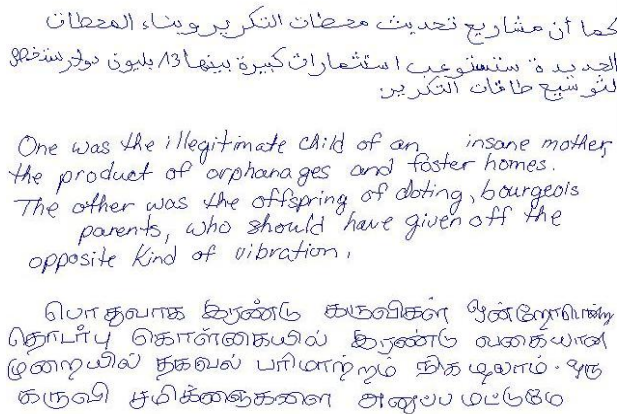 كما أن مشاريع تحديث محطات التكرير وبناء المحطات
الجديدة ستستوعب استثمارات كبيرة بينها 13 بليون دولار ستخصص
لتوسيع طاقات التكرير.
One was the illegitimate child of an insane mother,
the product of orphanages and foster homes.
The other was the offspring of doting, bourgeois
parents, who should have given off the
opposite kind of vibration.
பொதுவாக இரண்டு கருவிகள் ஒன்றோடொன்று
தொடர்பு கொள்கையில் இரண்டு வகையான
முறையில் தகவல் பரிமாற்றம் நிகழலாம். ஒரு
கருவி சமிக்ஞைகளை அனுப்ப மட்டுமே